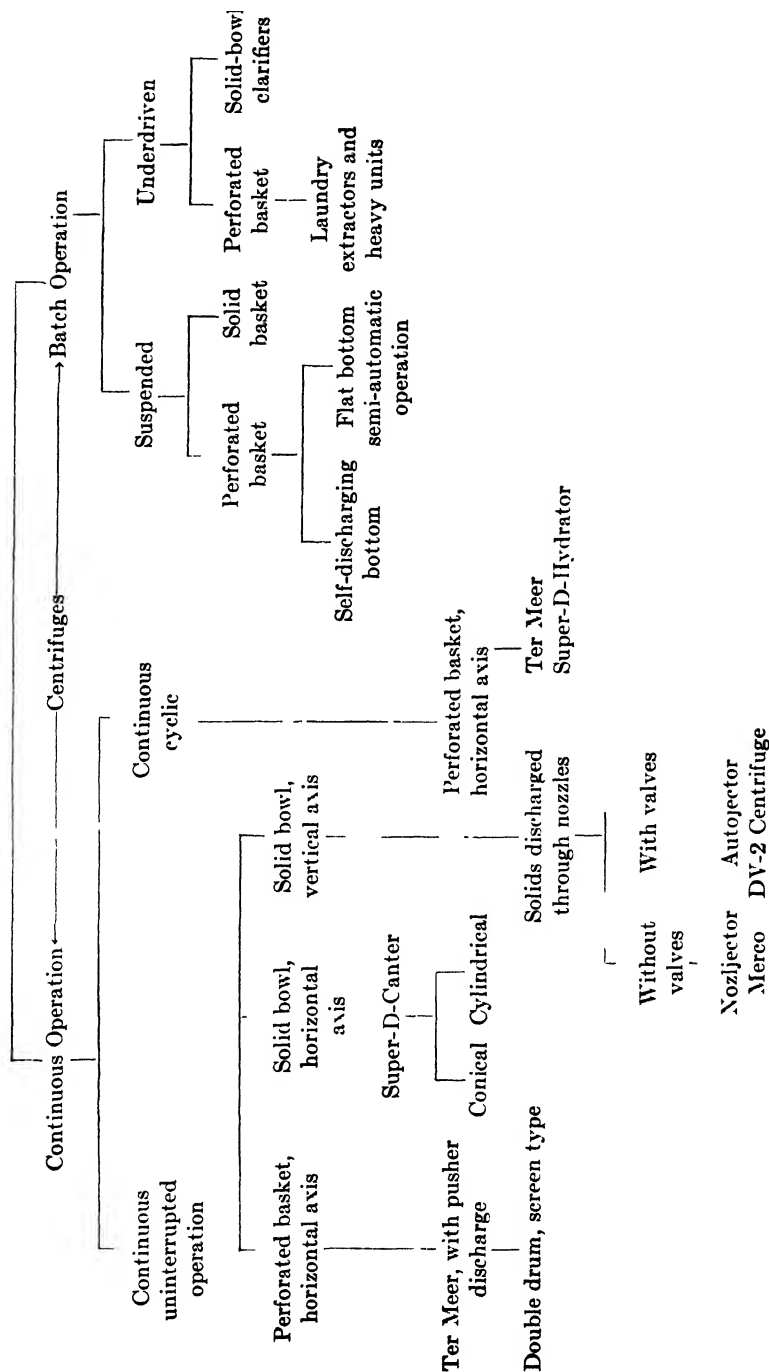 Centrifuges
Continuous Operation
Batch Operation
Continuous
uninterrupted
operation
Continuous
cyclic
Suspended
Underdriven
Perforated basket,
horizontal axis
Solid bowl,
horizontal
axis
Solid bowl,
vertical axis
Perforated
basket
Solid
basket
Perforated
basket
Solid-bowl
clarifiers
Super-D-Canter
Conical
Cylindrical
Perforated basket,
horizontal axis
Self-discharging
bottom
Flat bottom
semi-automatic
operation
Laundry
extractors and
heavy units
Ter Meer, with pusher
discharge
Solids discharged
through nozzles
Ter Meer
Super-D-Hydrator
Double drum, screen type
Without
valves
With valves
Nozljector
Merco
Autojector
DV-2 Centrifuge